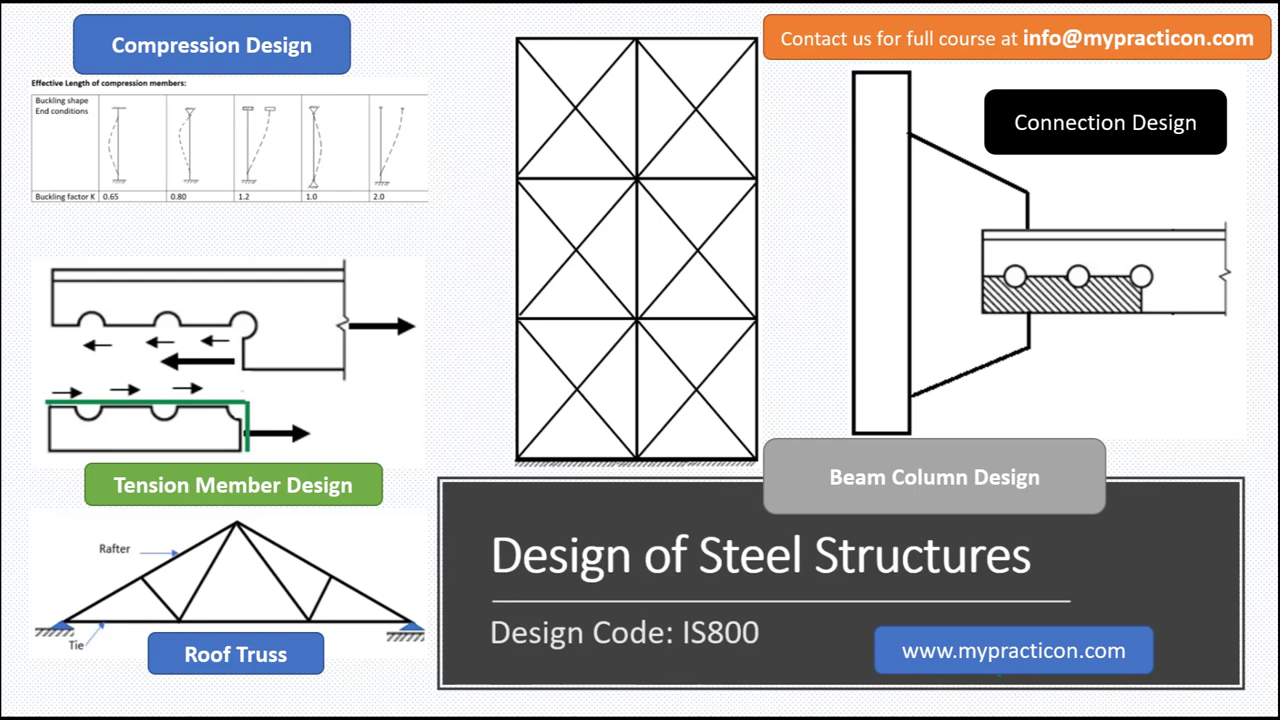 Compression Design
Effective Length of compression members:
Buckling shape
End conditions
Buckling factor K 0.65 0.80 1.2 1.0 2.0
Tension Member Design
Rafter
Tie
Roof Truss
Contact us for full course at info@mypracticon.com
Connection Design
Beam Column Design
Design of Steel Structures
Design Code: IS800
www.mypracticon.com